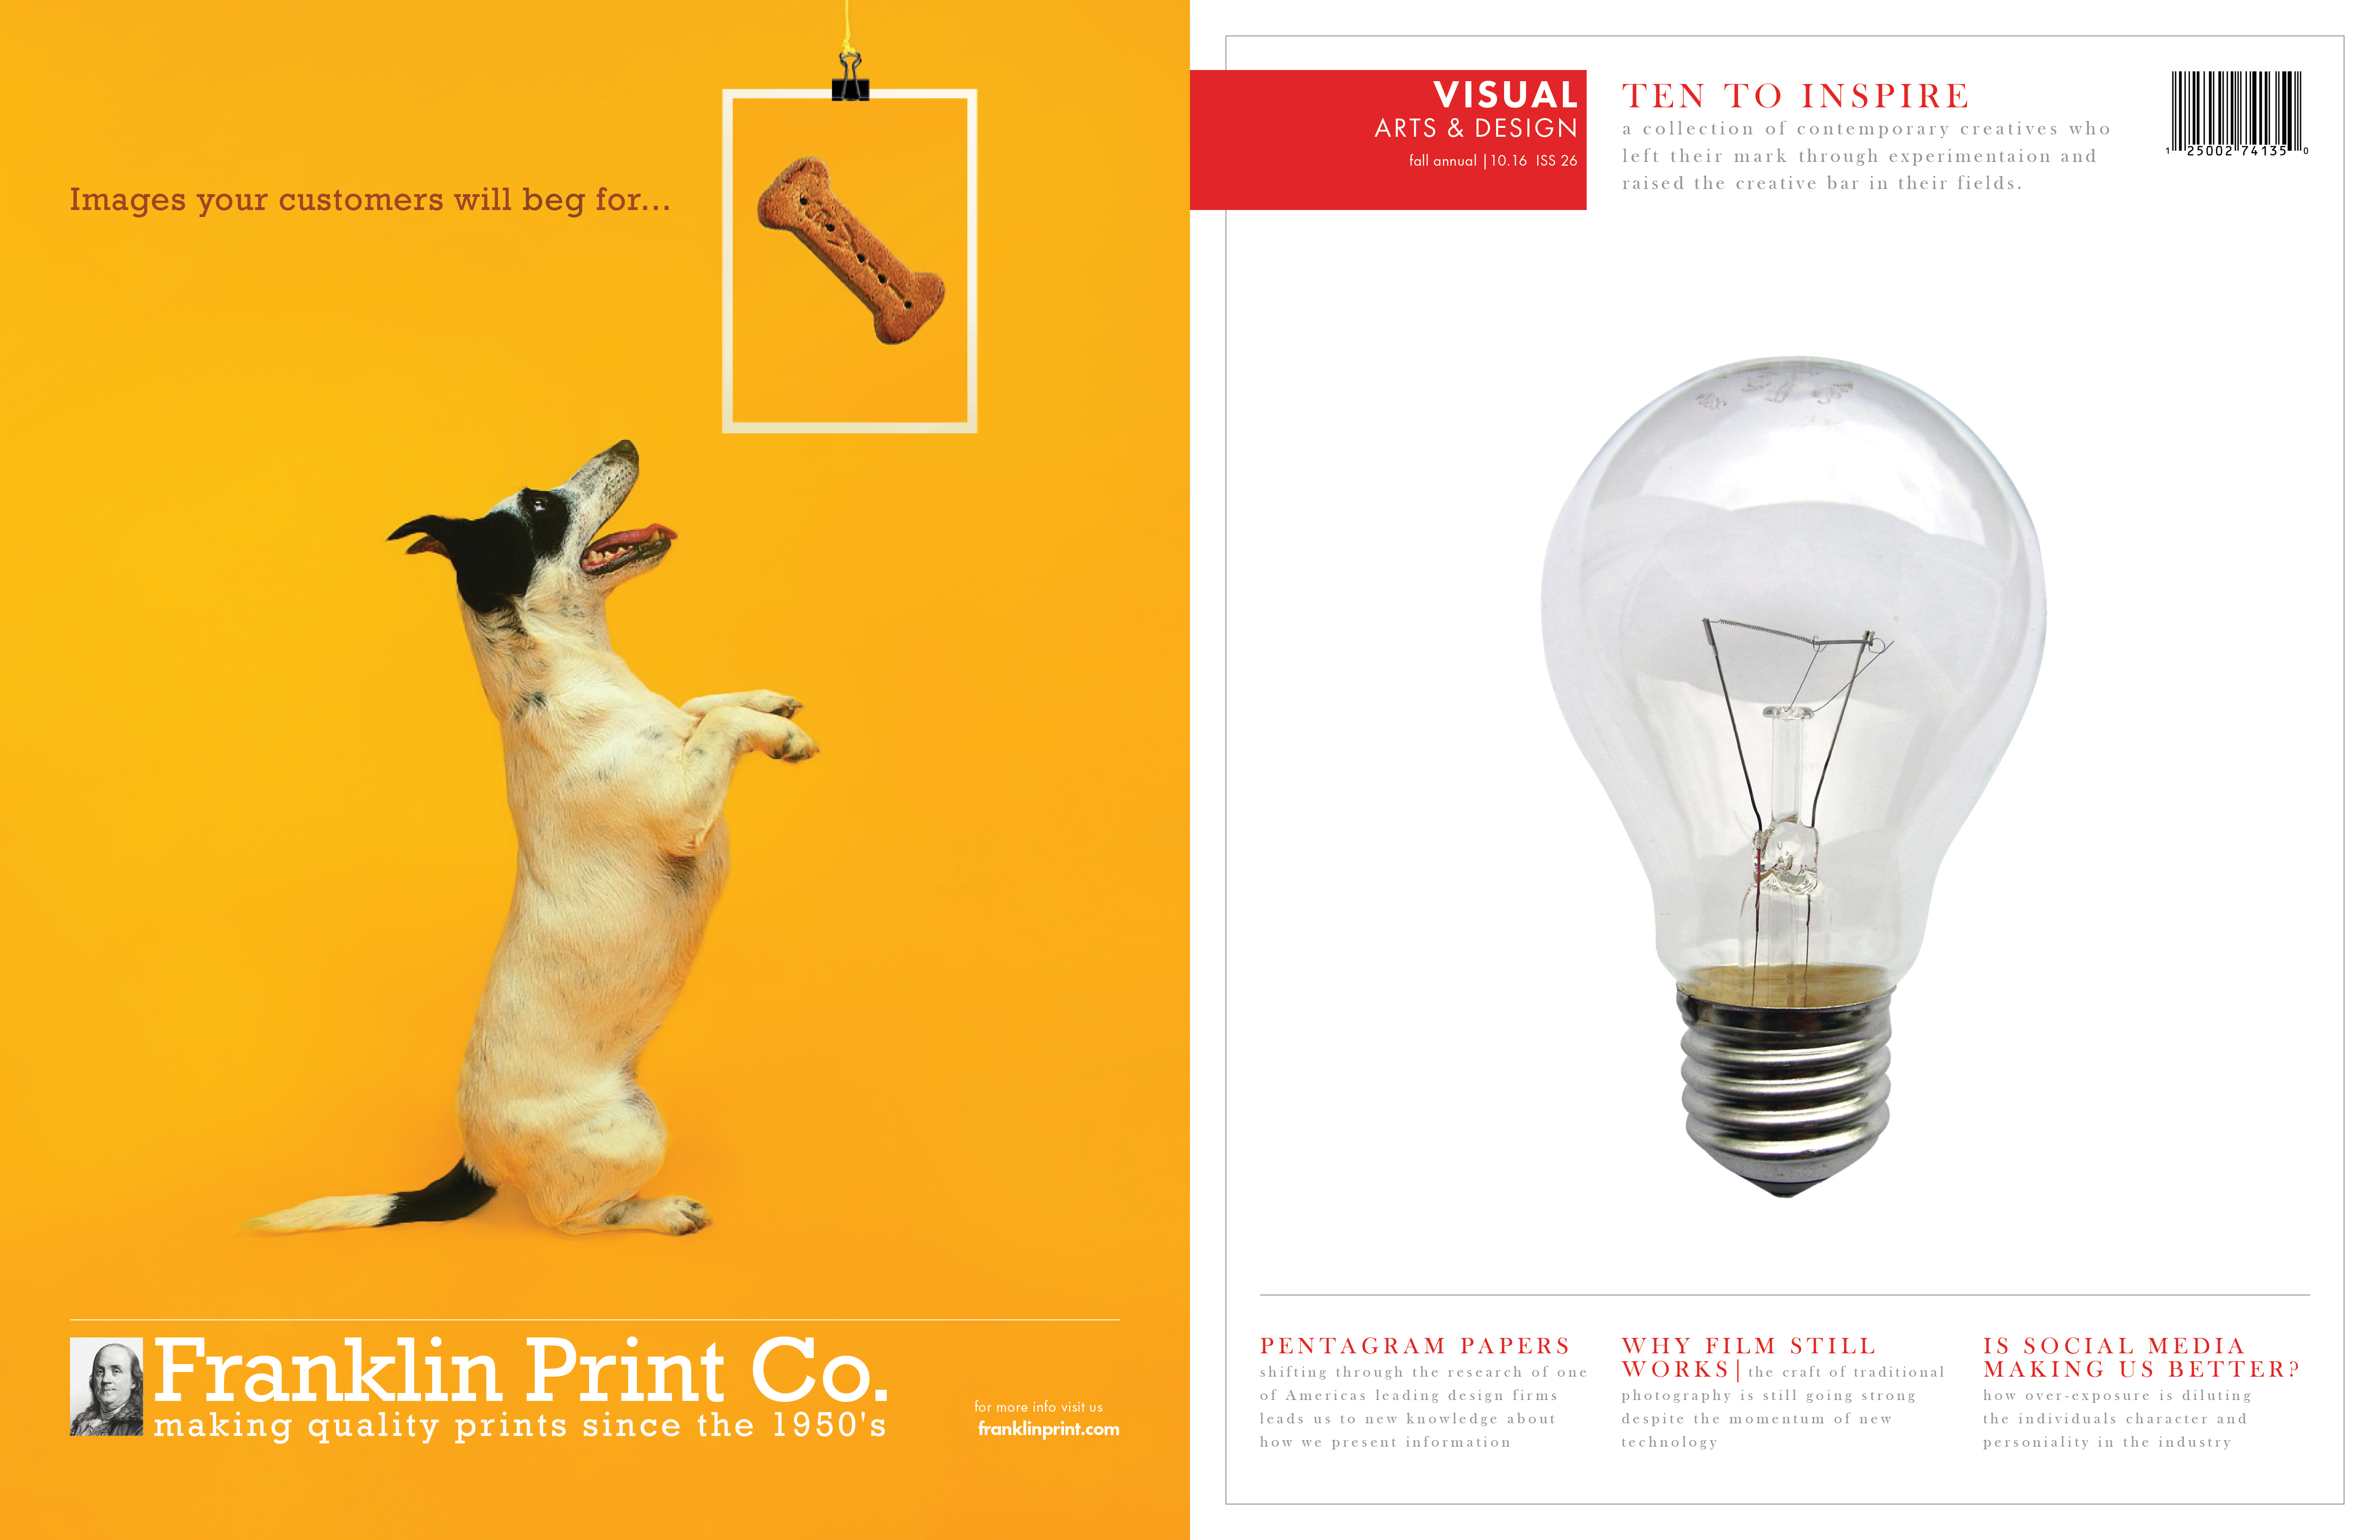 Images your customers will beg for...
Franklin Print Co.
making quality prints since the 1950's
for more info visit us
franklinprint.com
VISUAL
ARTS & DESIGN
fall annual | 10.16 ISS 26
TEN TO INSPIRE
a collection of contemporary creatives who
left their mark through experimentaion and
raised the creative bar in their fields.
1 25002 74135 0
PENTAGRAM PAPERS
shifting through the research of one
of Americas leading design firms
leads us to new knowledge about
how we present information
WHY FILM STILL
WORKS| the craft of traditional
photography is still going strong
despite the momentum of new
technology
IS SOCIAL MEDIA
MAKING US BETTER?
how over-exposure is diluting
the individuals character and
personiality in the industry